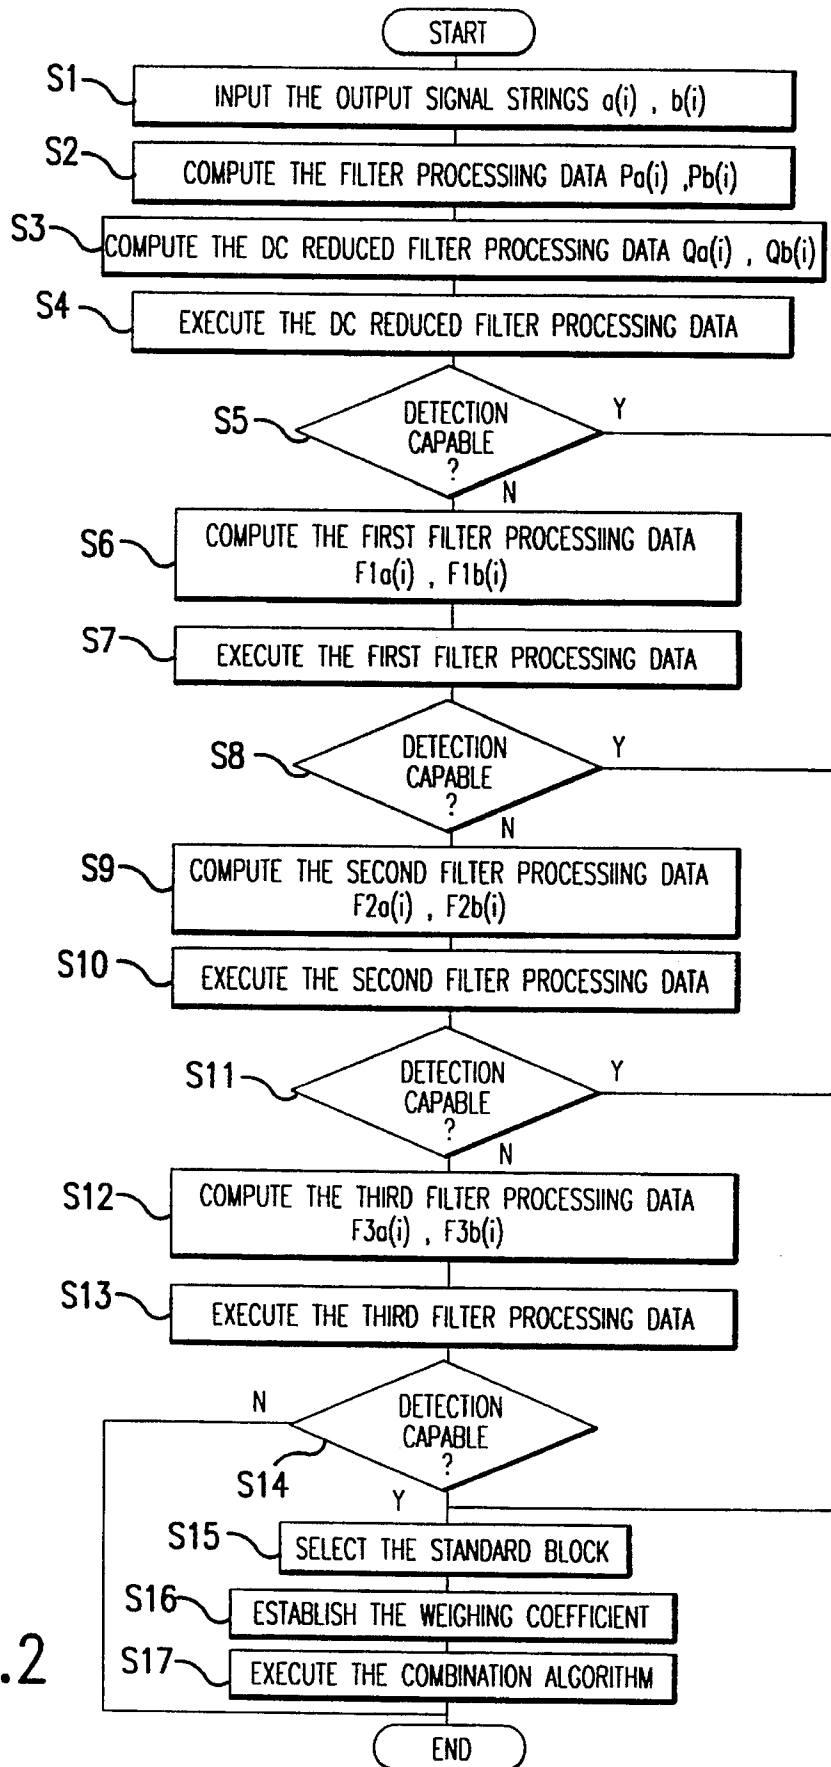 START
S1
INPUT THE OUTPUT SIGNAL STRINGS a(i) , b(i)
S2
COMPUTE THE FILTER PROCESSIING DATA Pa(i) ,Pb(i)
S3
COMPUTE THE DC REDUCED FILTER PROCESSING DATA Qa(i) , Qb(i)
S4
EXECUTE THE DC REDUCED FILTER PROCESSING DATA
S5
DETECTION
CAPABLE
?
Y
N
S6
COMPUTE THE FIRST FILTER PROCESSIING DATA
F1a(i) , F1b(i)
S7
EXECUTE THE FIRST FILTER PROCESSING DATA
S8
DETECTION
CAPABLE
?
Y
N
S9
COMPUTE THE SECOND FILTER PROCESSIING DATA
F2a(i) , F2b(i)
S10
EXECUTE THE SECOND FILTER PROCESSING DATA
S11
DETECTION
CAPABLE
?
Y
N
S12
COMPUTE THE THIRD FILTER PROCESSIING DATA
F3a(i) , F3b(i)
S13
EXECUTE THE THIRD FILTER PROCESSING DATA
N
DETECTION
CAPABLE
?
S14
Y
S15
SELECT THE STANDARD BLOCK
S16
ESTABLISH THE WEIGHING COEFFICIENT
S17
EXECUTE THE COMBINATION ALGORITHM
.2
END